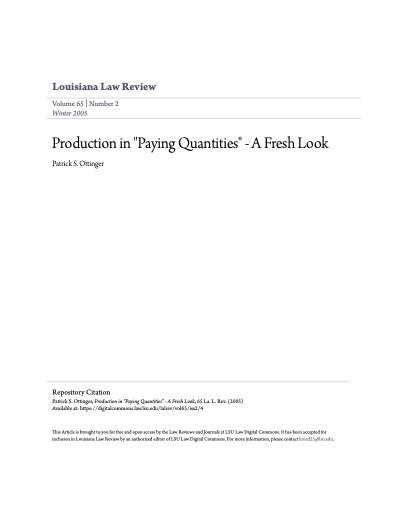 Louisiana Law Review
Volume 65 | Number 2
Winter 2005
Production in "Paying Quantities" - A Fresh Look
Patrick S. Ottinger
Repository Citation
Patrick S. Ottinger, Production in "Paying Quantities" - A Fresh Look, 65 La. L. Rev. (2005)
Available at: https://digitalcommons.law.lsu.edu/lalrev/vol65/iss2/4
This Article is brought to you for free and open access by the Law Reviews and Journals at LSU Law Digital Commons. It has been accepted for
inclusion in Louisiana Law Review by an authorized editor of LSU Law Digital Commons. For more information, please contact kreed25@lsu.edu.